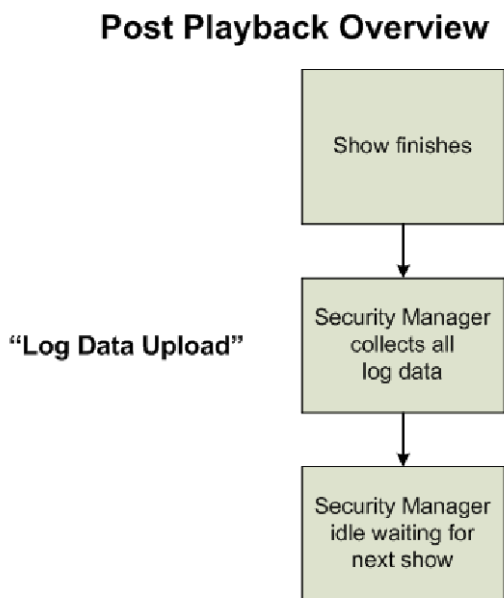 Post Playback Overview
Show finishes
“Log Data Upload”
Security Manager
collects all
log data
Security Manager
idle waiting for
next show